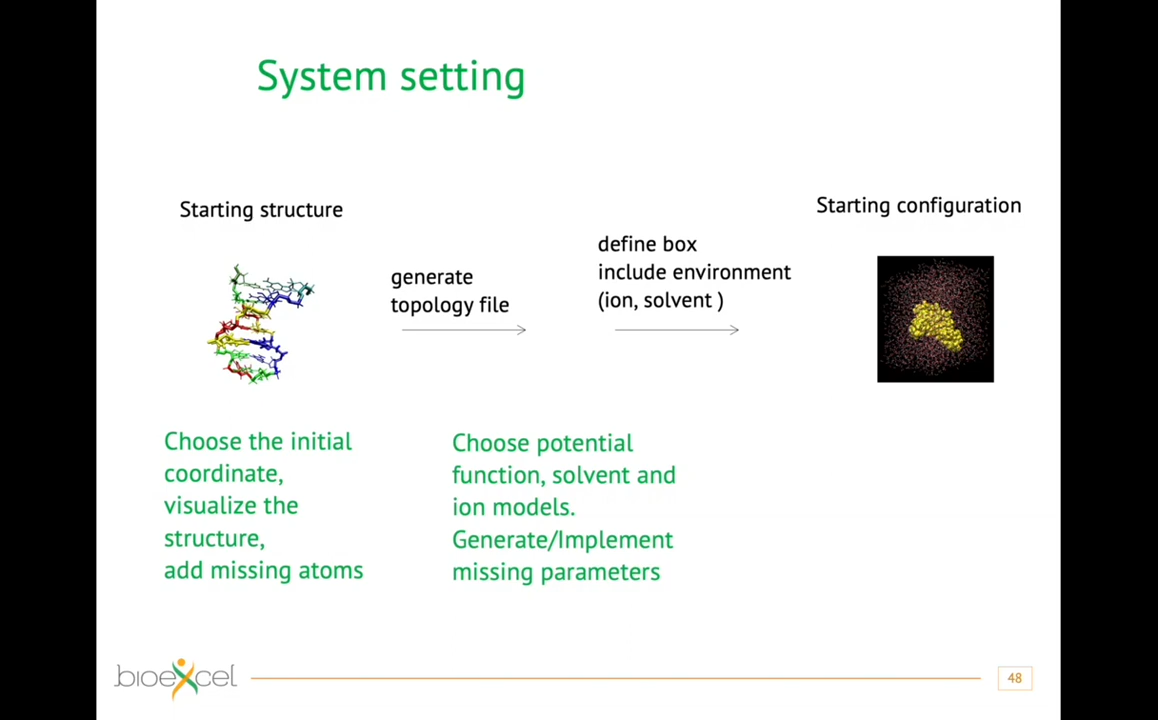 System setting
Starting structure
Starting configuration
generate
topology file
define box
include environment
(ion, solvent )
Choose the initial
coordinate,
visualize the
structure,
add missing atoms
Choose potential
function, solvent and
ion models.
Generate/Implement
missing parameters
bioexcel
48